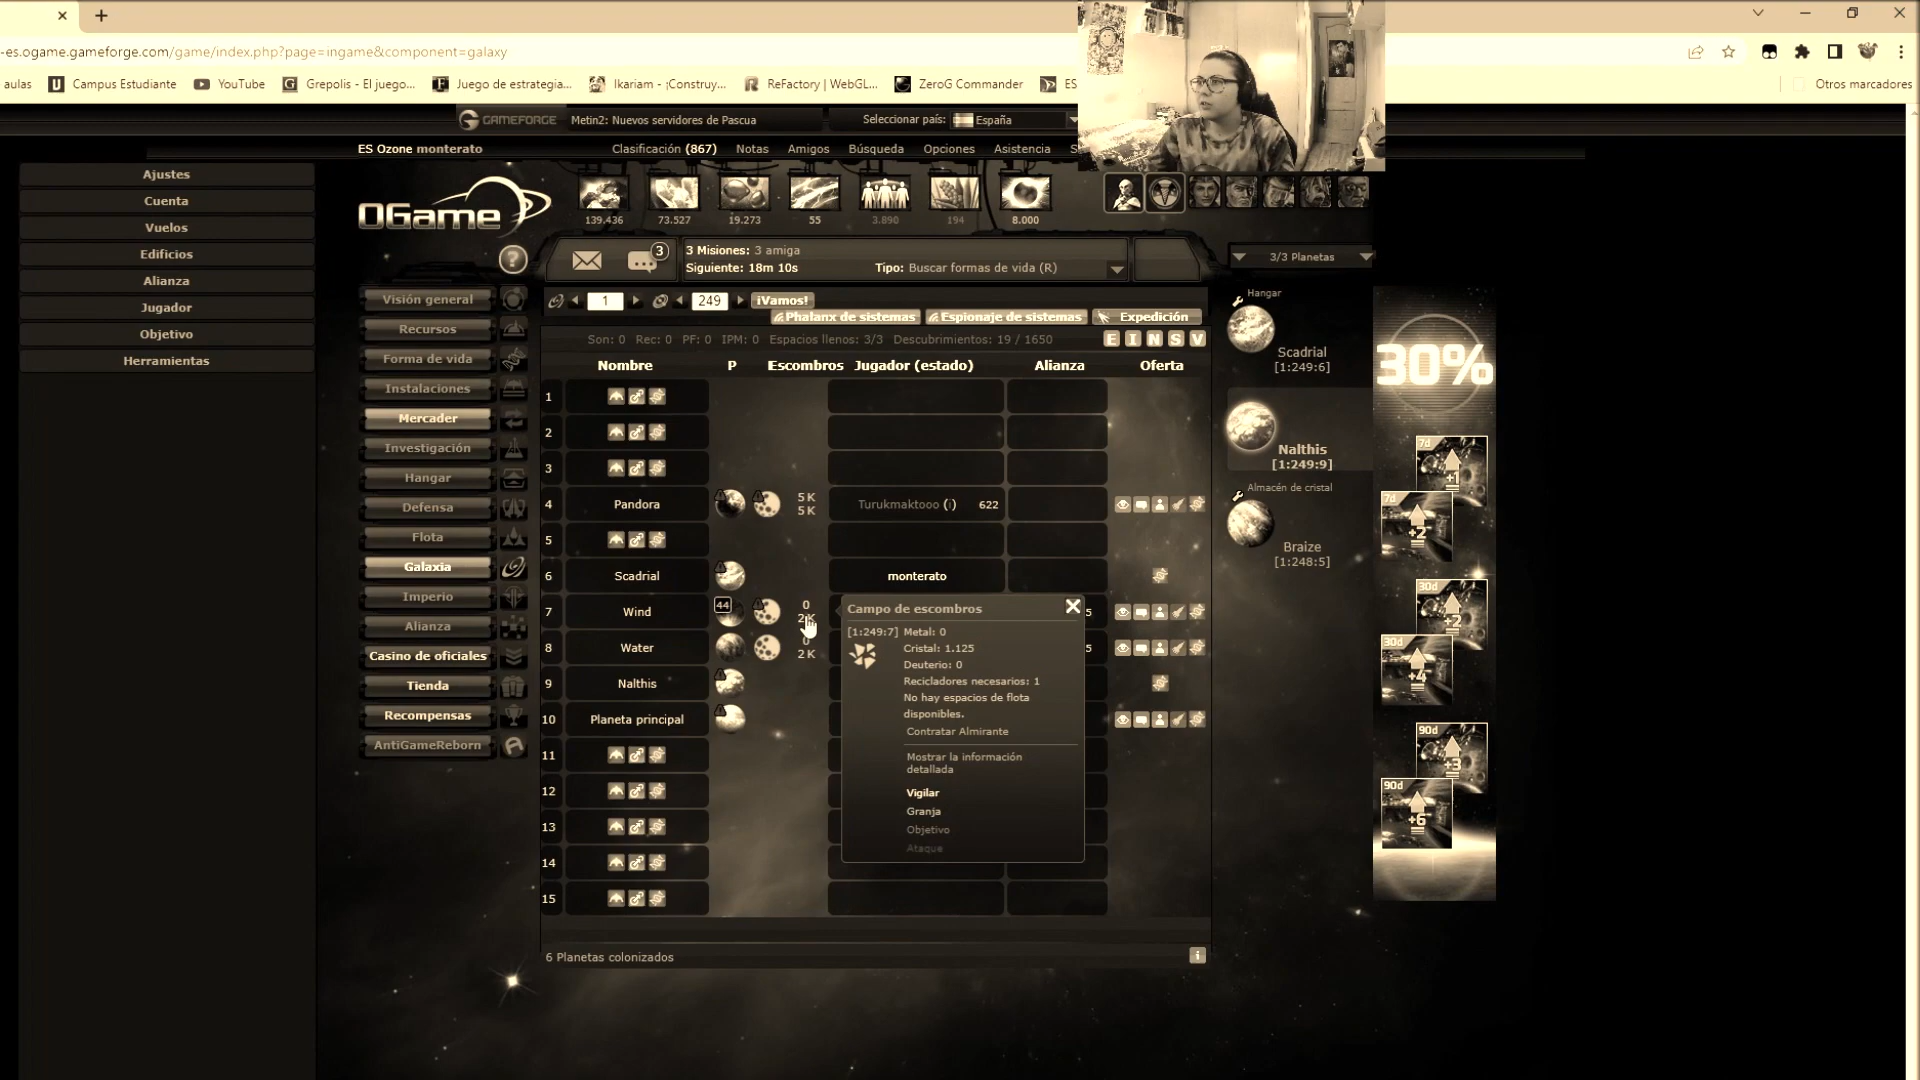 -es.ogame.gameforge.com/game/index.php?page=ingame&component=galaxy
aulas Campus Estudiante YouTube Grepolis - El juego... Juego de estrategia... Ikariam - ¡Construy... ReFactory | WebGL... ZeroG Commander ES Otros marcadores
GAMEFORGE Metin2: Nuevos servidores de Pascua Seleccionar país: España
ES Ozone monterato Clasificación (867) Notas Amigos Búsqueda Opciones Asistencia S
OGame
139.436 73.527 19.273 55 3.890 194 8.000
Ajustes
Cuenta
Vuelos
Edificios
Alianza
Jugador
Objetivo
Herramientas
?
3
3 Misiones: 3 amiga
Siguiente: 18m 10s Tipo: Buscar formas de vida (R)
3/3 Planetas
Visión general
Recursos
Forma de vida
Instalaciones
Mercader
Investigación
Hangar
Defensa
Flota
Galaxia
Imperio
Alianza
Casino de oficiales
Tienda
Recompensas
AntiGameReborn
1 249 ¡Vamos!
Phalanx de sistemas Espionaje de sistemas Expedición
Son: 0 Rec: 0 PF: 0 IPM: 0 Espacios llenos: 3/3 Descubrimientos: 19 / 1650 E I N S V
Nombre P Escombros Jugador (estado) Alianza Oferta
1
2
3
4 Pandora 5 K 5 K Turukmaktooo (i) 622
5
6 Scadrial monterato
7 Wind 44 0 2K 5
8 Water 0 2 K 5
9 Nalthis
10 Planeta principal
11
12
13
14
15
6 Planetas colonizados i
Campo de escombros
[1:249:7] Metal: 0
Cristal: 1.125
Deuterio: 0
Recicladores necesarios: 1
No hay espacios de flota
disponibles.
Contratar Almirante
Mostrar la información
detallada
Vigilar
Granja
Objetivo
Ataque
Hangar
Scadrial
[1:249:6]
Nalthis
[1:249:9]
Almacén de cristal
Braize
[1:248:5]
30%
7d
+1
7d
+2
30d
+2
30d
+4
90d
+3
90d
+6